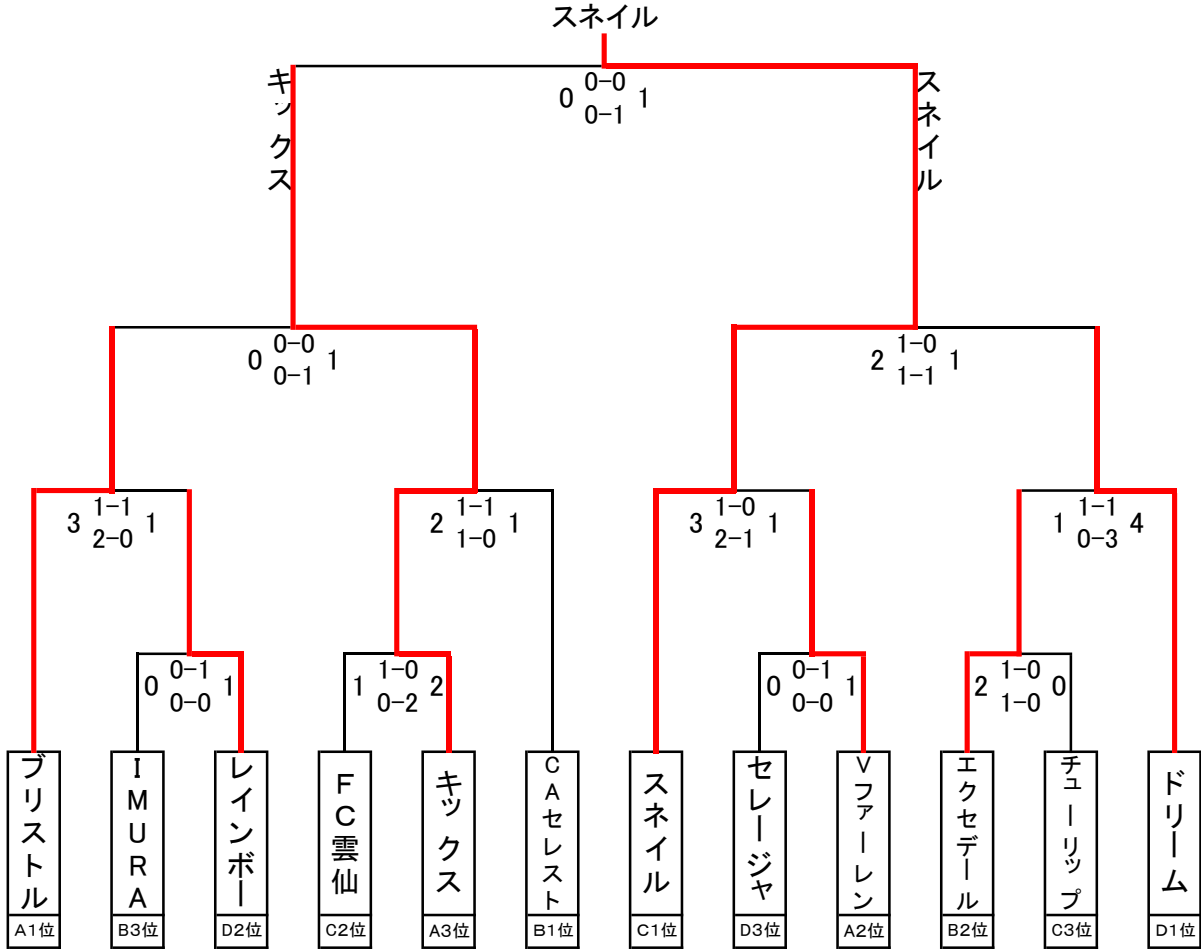 スネイル
キックス
0 0-0 1
0-1
スネイル
0 0-0 1
0-1
2 1-0 1
1-1
3 1-1 1
2-0
2 1-1 1
1-0
3 1-0 1
2-1
1 1-1 4
0-3
0 0-1 1
0-0
1 1-0 2
0-2
0 0-1 1
0-0
2 1-0 0
1-0
ブリストル
IMURA
レインボー
FC雲仙
キックス
CAセレスト
スネイル
セレージャ
Vファーレン
エクセデール
チューリップ
ドリーム
A1位
B3位
D2位
C2位
A3位
B1位
C1位
D3位
A2位
B2位
C3位
D1位